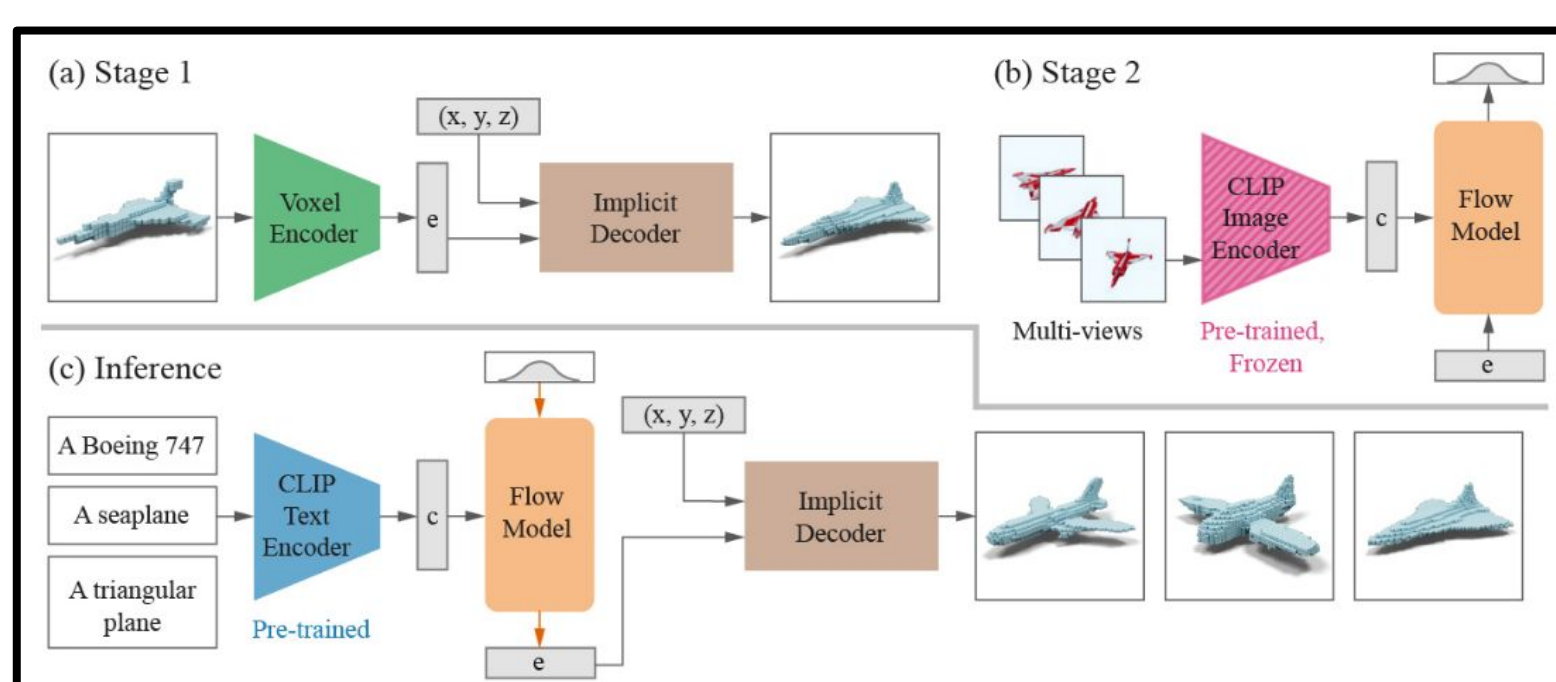 (a) Stage 1
(x, y, z)
Voxel
Encoder
e
Implicit
Decoder
(b) Stage 2
CLIP
Image
Encoder
c
Flow
Model
Multi-views
Pre-trained,
Frozen
e
(c) Inference
A Boeing 747
A seaplane
A triangular
plane
CLIP
Text
Encoder
Pre-trained
c
Flow
Model
e
(x, y, z)
Implicit
Decoder